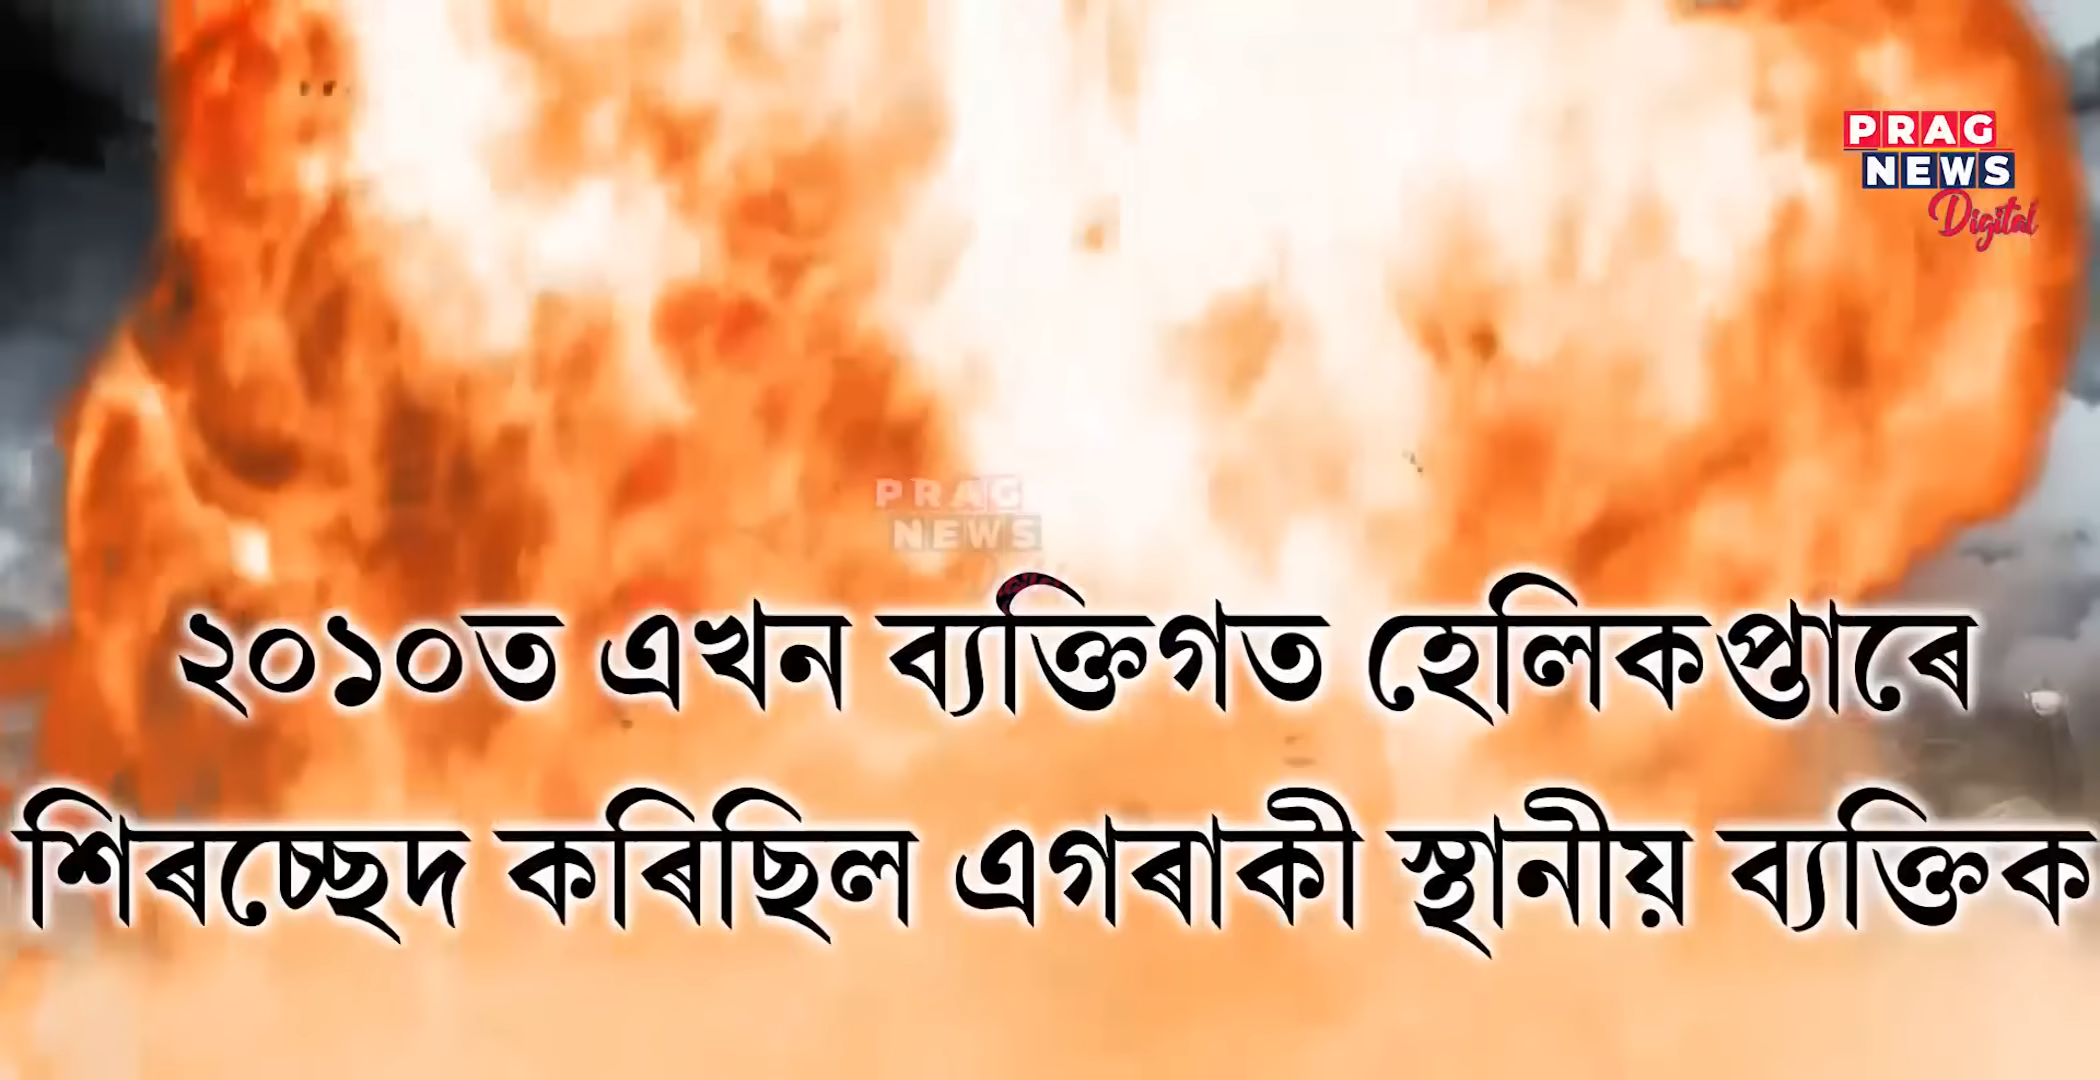 PRAG
NEWS
Digital
PRAG
NEWS
২০১০ত এখন ব্যক্তিগত হেলিকপ্তাৰে
শিৰচ্ছেদ কৰিছিল এগৰাকী স্থানীয় ব্যক্তিক